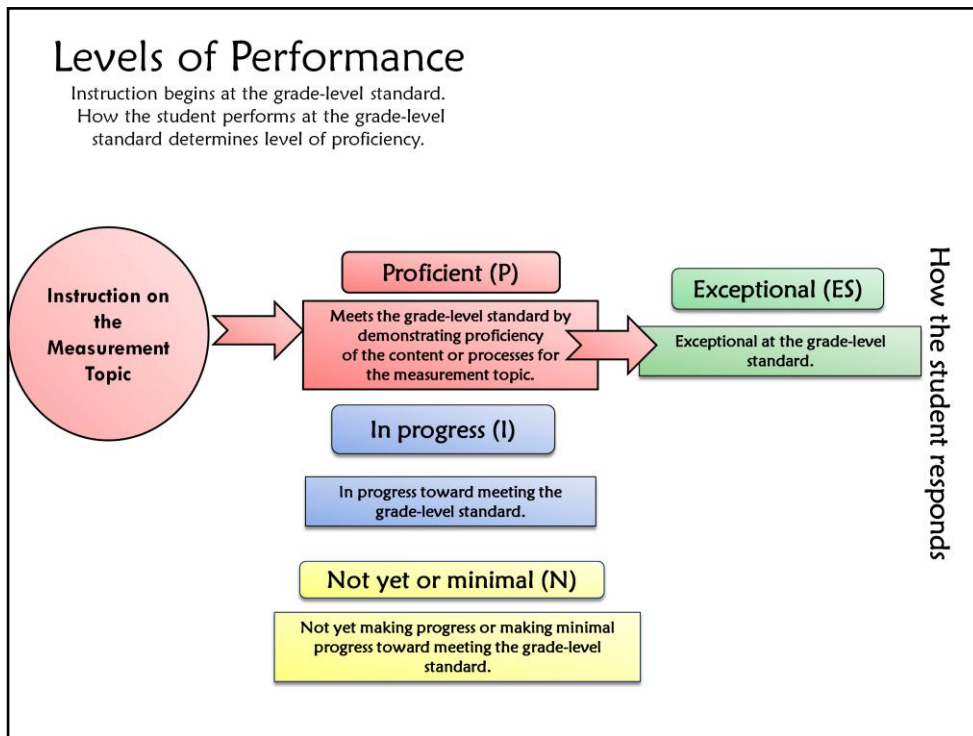 Levels of Performance
Instruction begins at the grade-level standard.
How the student performs at the grade-level
standard determines level of proficiency.
Instruction on
the
Measurement
Topic
Proficient (P)
Meets the grade-level standard by
demonstrating proficiency
of the content or processes for
the measurement topic.
Exceptional (ES)
Exceptional at the grade-level
standard.
In progress (I)
In progress toward meeting the
grade-level standard.
Not yet or minimal (N)
Not yet making progress or making minimal
progress toward meeting the grade-level
standard.
How the student responds